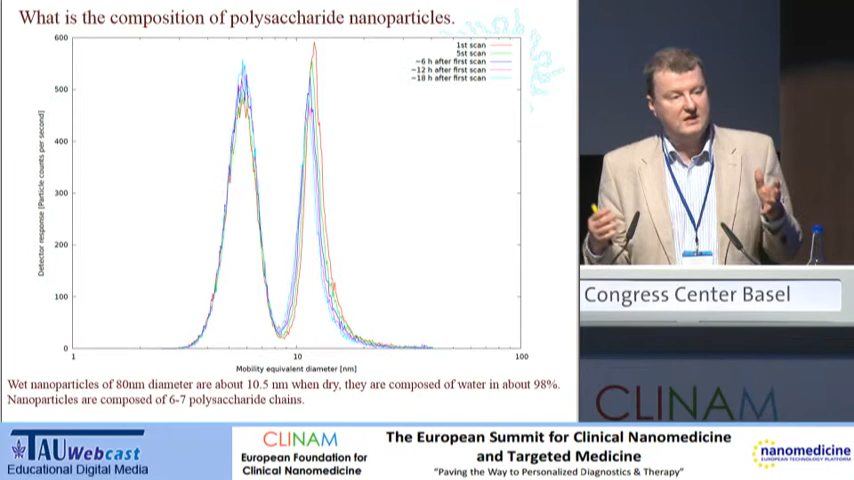 What is the composition of polysaccharide nanoparticles.
600
500
400
300
200
100
0
Detector response [Particle counts per second]
1st scan
5st scan
~6 h after first scan
~12 h after first scan
~18 h after first scan
1
10
100
Mobility equivalent diameter [nm]
Wet nanoparticles of 80nm diameter are about 10.5 nm when dry, they are composed of water in about 98%.
Nanoparticles are composed of 6-7 polysaccharide chains.
Congress Center Basel
CLINAM
TAU Webcast
Educational Digital Media
CLINAM
European Foundation for
Clinical Nanomedicine
The European Summit for Clinical Nanomedicine
and Targeted Medicine
"Paving the Way to Personalized Diagnostics & Therapy"
nanomedicine
EUROPEAN TECHNOLOGY PLATFORM